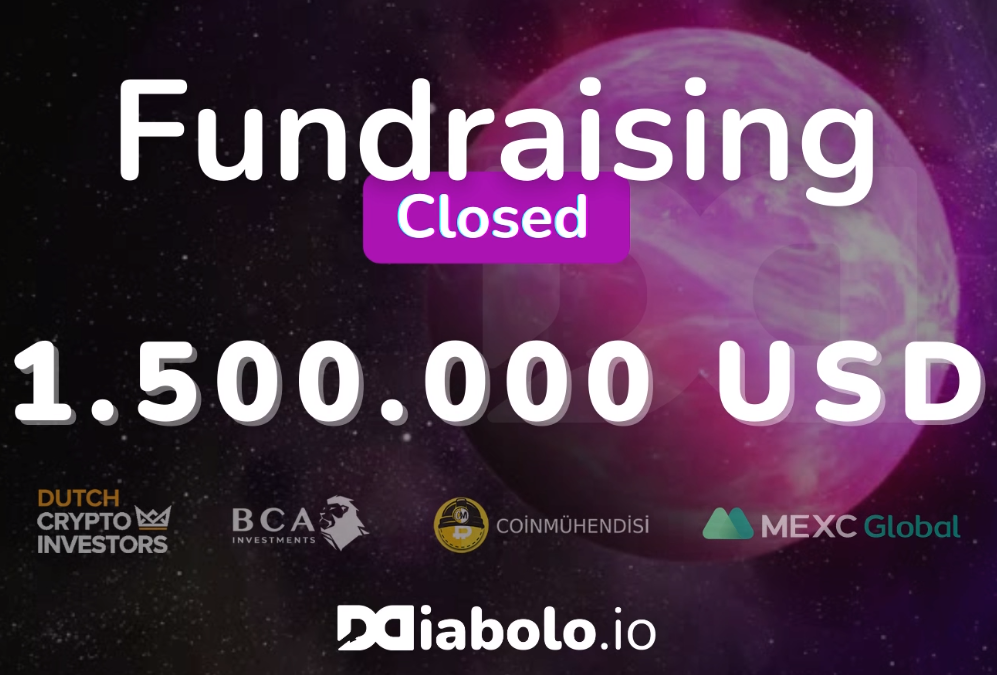 Fundraising
Closed
1.500.000 USD
DUTCH
CRYPTO
INVESTORS
BCA
INVESTMENTS
COİNMÜHENDİSİ
MEXC Global
Diabolo.io